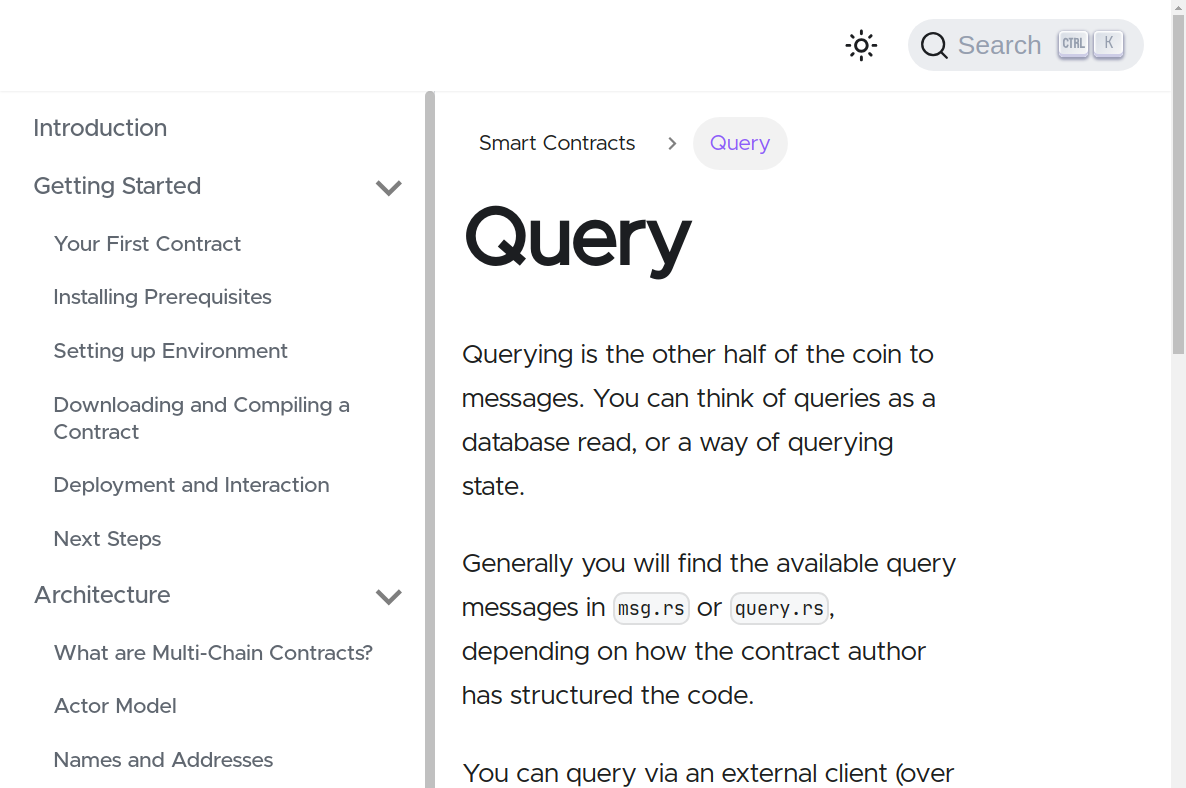 Search CTRL K
Introduction
Getting Started
Your First Contract
Installing Prerequisites
Setting up Environment
Downloading and Compiling a
Contract
Deployment and Interaction
Next Steps
Architecture
What are Multi-Chain Contracts?
Actor Model
Names and Addresses
Smart Contracts
Query
Query
Querying is the other half of the coin to
messages. You can think of queries as a
database read, or a way of querying
state.
Generally you will find the available query
messages in msg.rs or query.rs,
depending on how the contract author
has structured the code.
You can query via an external client (over